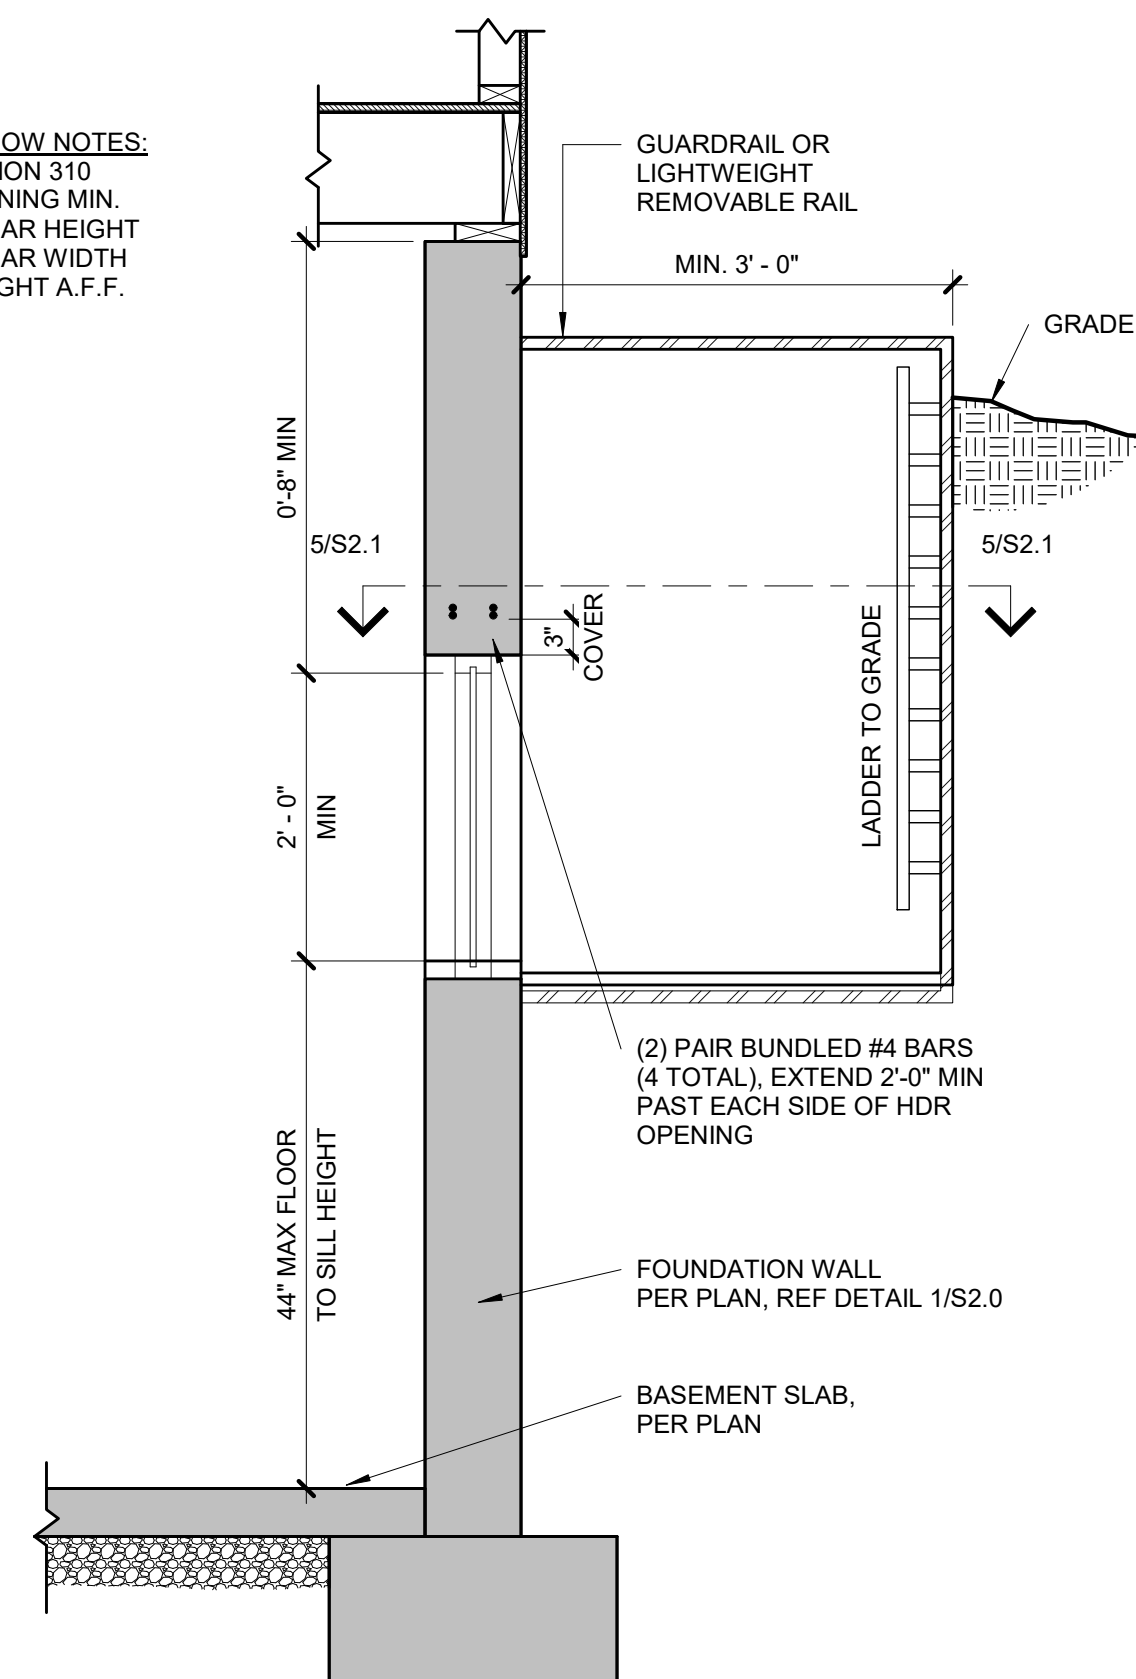 OW NOTES:
ION 310
NING MIN.
AR HEIGHT
AR WIDTH
GHT A.F.F.
GUARDRAIL OR
LIGHTWEIGHT
REMOVABLE RAIL
MIN. 3' - 0"
GRADE
0'-8" MIN
5/S2.1
5/S2.1
3"
COVER
LADDER TO GRADE
2' - 0"
MIN
(2) PAIR BUNDLED #4 BARS
(4 TOTAL), EXTEND 2'-0" MIN
PAST EACH SIDE OF HDR
OPENING
44" MAX FLOOR
TO SILL HEIGHT
FOUNDATION WALL
PER PLAN, REF DETAIL 1/S2.0
BASEMENT SLAB,
PER PLAN